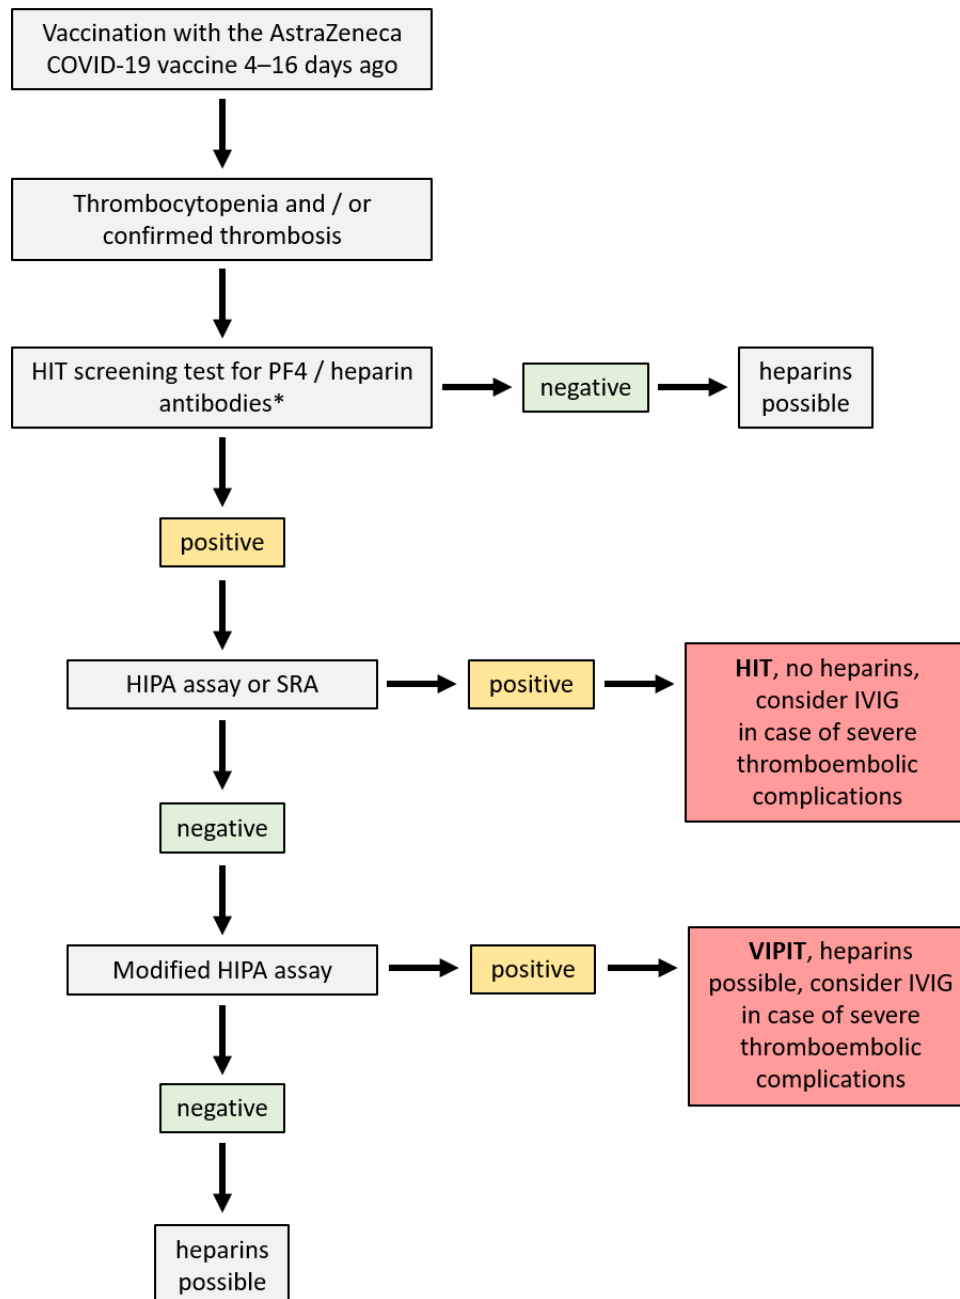 Vaccination with the AstraZeneca
COVID-19 vaccine 4–16 days ago
Thrombocytopenia and / or
confirmed thrombosis
HIT screening test for PF4 / heparin
antibodies*
negative
heparins
possible
positive
HIPA assay or SRA
positive
HIT, no heparins,
consider IVIG
in case of severe
thromboembolic
complications
negative
Modified HIPA assay
positive
VIPIT, heparins
possible, consider IVIG
in case of severe
thromboembolic
complications
negative
heparins
possible